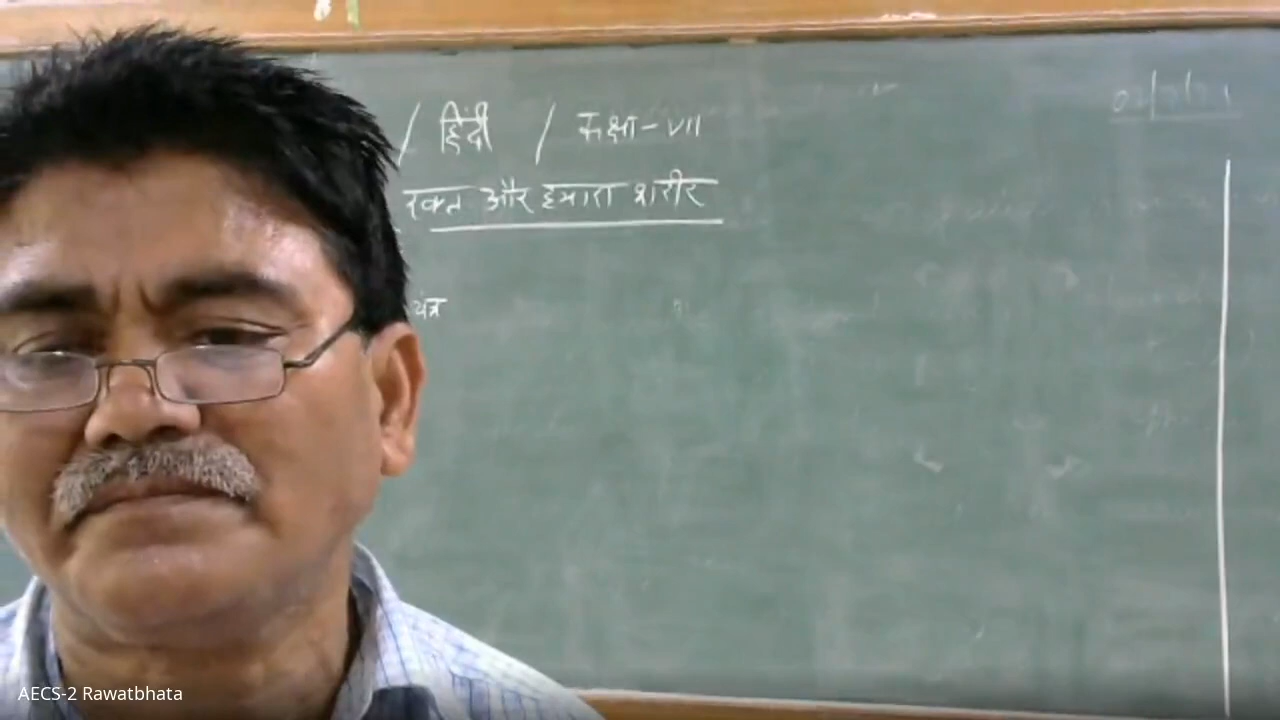 / हिंदी / कक्षा-VII
रक्त और हमारा शरीर
यंत्र
AECS-2 Rawatbhata